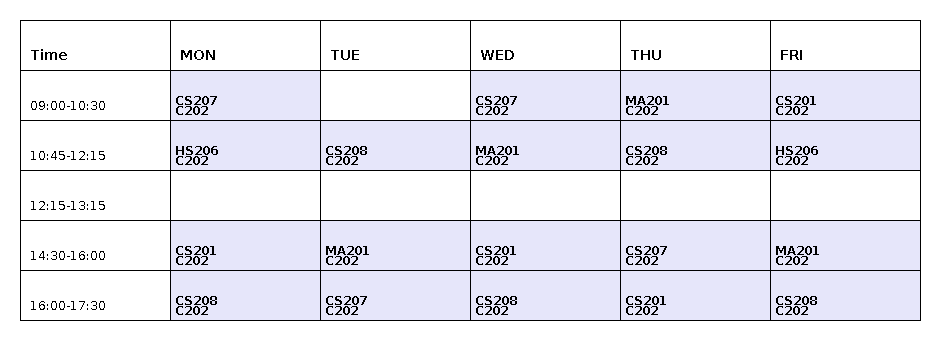 Time MON TUE WED THU FRI
09:00-10:30 CS207 CS207 MA201 CS201
C202 C202 C202 C202
10:45-12:15 HS206 CS208 MA201 CS208 HS206
C202 C202 C202 C202 C202
12:15-13:15
14:30-16:00 CS201 MA201 CS201 CS207 MA201
C202 C202 C202 C202 C202
16:00-17:30 CS208 CS207 CS208 CS201 CS208
C202 C202 C202 C202 C202